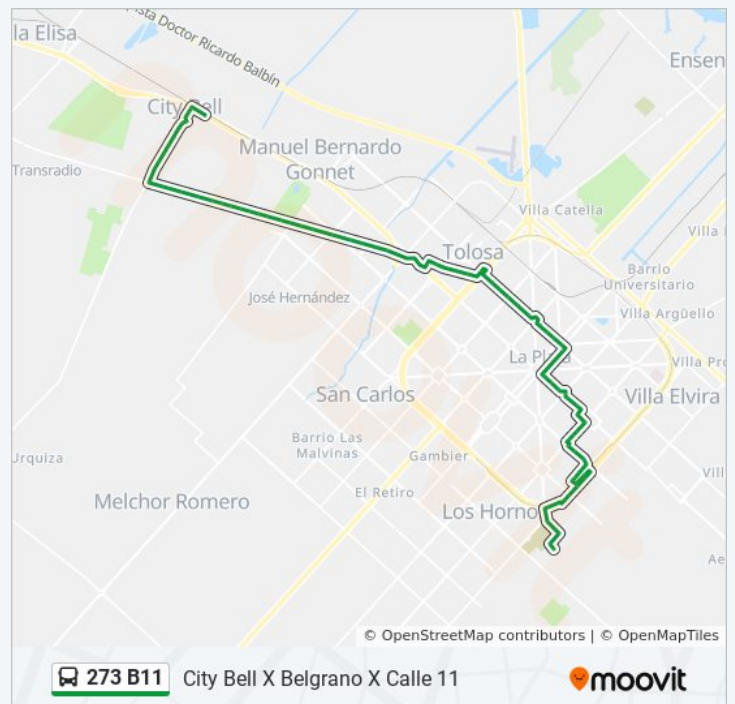 la Elisa
ista Doctor Ricardo Balbín
Ensen
City Bell
Manuel Bernardo
Gonnet
Transradio
Villa Catella
Villa
Tolosa
Barrio
Universitario
José Hernández
Villa Argüello
La Plata
Villa Pro
San Carlos
Villa Elvira
Barrio Las
Malvinas
Urquiza
Gambier
Vill
El Retiro
Melchor Romero
Los Horno
Ae
© OpenStreetMap contributors | © OpenMapTiles
273 B11 City Bell X Belgrano X Calle 11
moovit